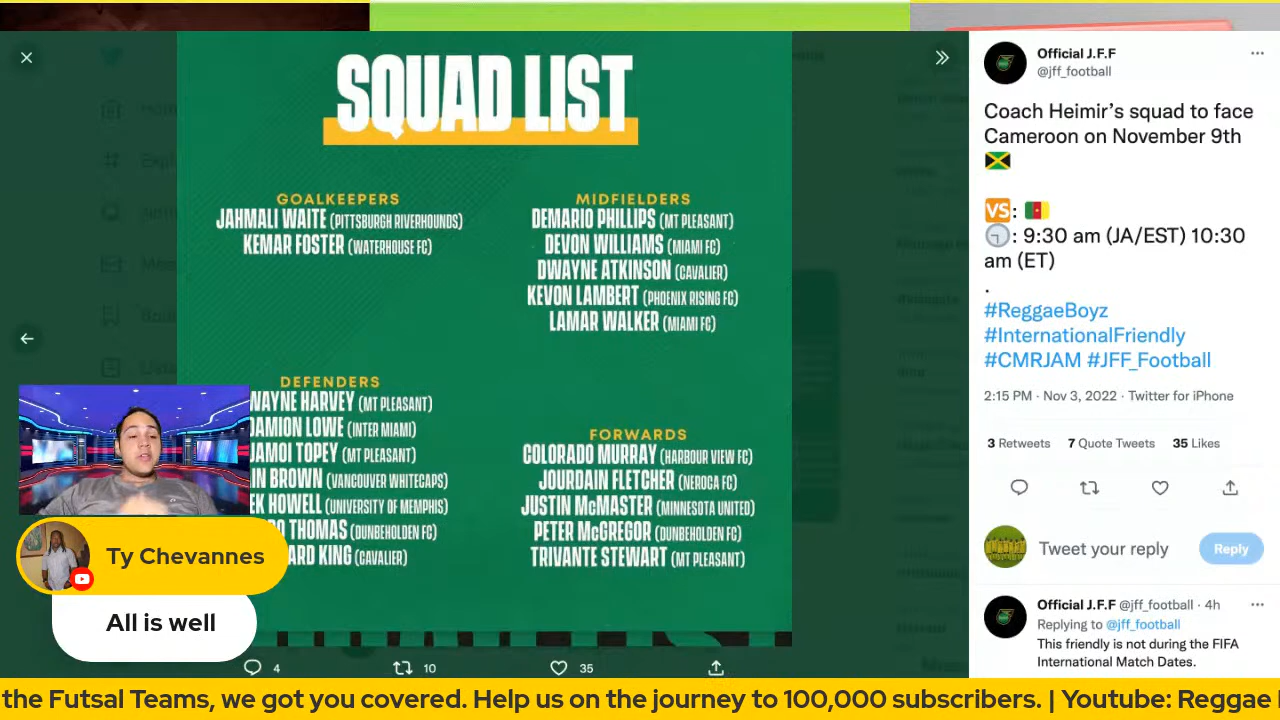 SQUAD LIST
GOALKEEPERS
JAHMALI WAITE (PITTSBURGH RIVERHOUNDS)
KEMAR FOSTER (WATERHOUSE FC)
MIDFIELDERS
DEMARIO PHILLIPS (MT PLEASANT)
DEVON WILLIAMS (MIAMI FC)
DWAYNE ATKINSON (CAVALIER)
KEVON LAMBERT (PHOENIX RISING FC)
LAMAR WALKER (MIAMI FC)
DEFENDERS
WAYNE HARVEY (MT PLEASANT)
DAMION LOWE (INTER MIAMI)
JAMOI TOPEY (MT PLEASANT)
IN BROWN (VANCOUVER WHITECAPS)
EK HOWELL (UNIVERSITY OF MEMPHIS)
THOMAS (DUNBEHOLDEN FC)
ARD KING (CAVALIER)
FORWARDS
COLORADO MURRAY (HARBOUR VIEW FC)
JOURDAIN FLETCHER (NEROCA FC)
JUSTIN McMASTER (MINNESOTA UNITED)
PETER McGREGOR (DUNBEHOLDEN FC)
TRIVANTE STEWART (MT PLEASANT)
4 10 35
Ty Chevannes
All is well
Official J.F.F
@jff_football
Coach Heimir’s squad to face
Cameroon on November 9th
VS:
: 9:30 am (JA/EST) 10:30
am (ET)
.
#ReggaeBoyz
#InternationalFriendly
#CMRJAM #JFF_Football
2:15 PM · Nov 3, 2022 · Twitter for iPhone
3 Retweets 7 Quote Tweets 35 Likes
Tweet your reply
Reply
Official J.F.F @jff_football · 4h
Replying to @jff_football
This friendly is not during the FIFA
International Match Dates.
the Futsal Teams, we got you covered. Help us on the journey to 100,000 subscribers. | Youtube: Reggae